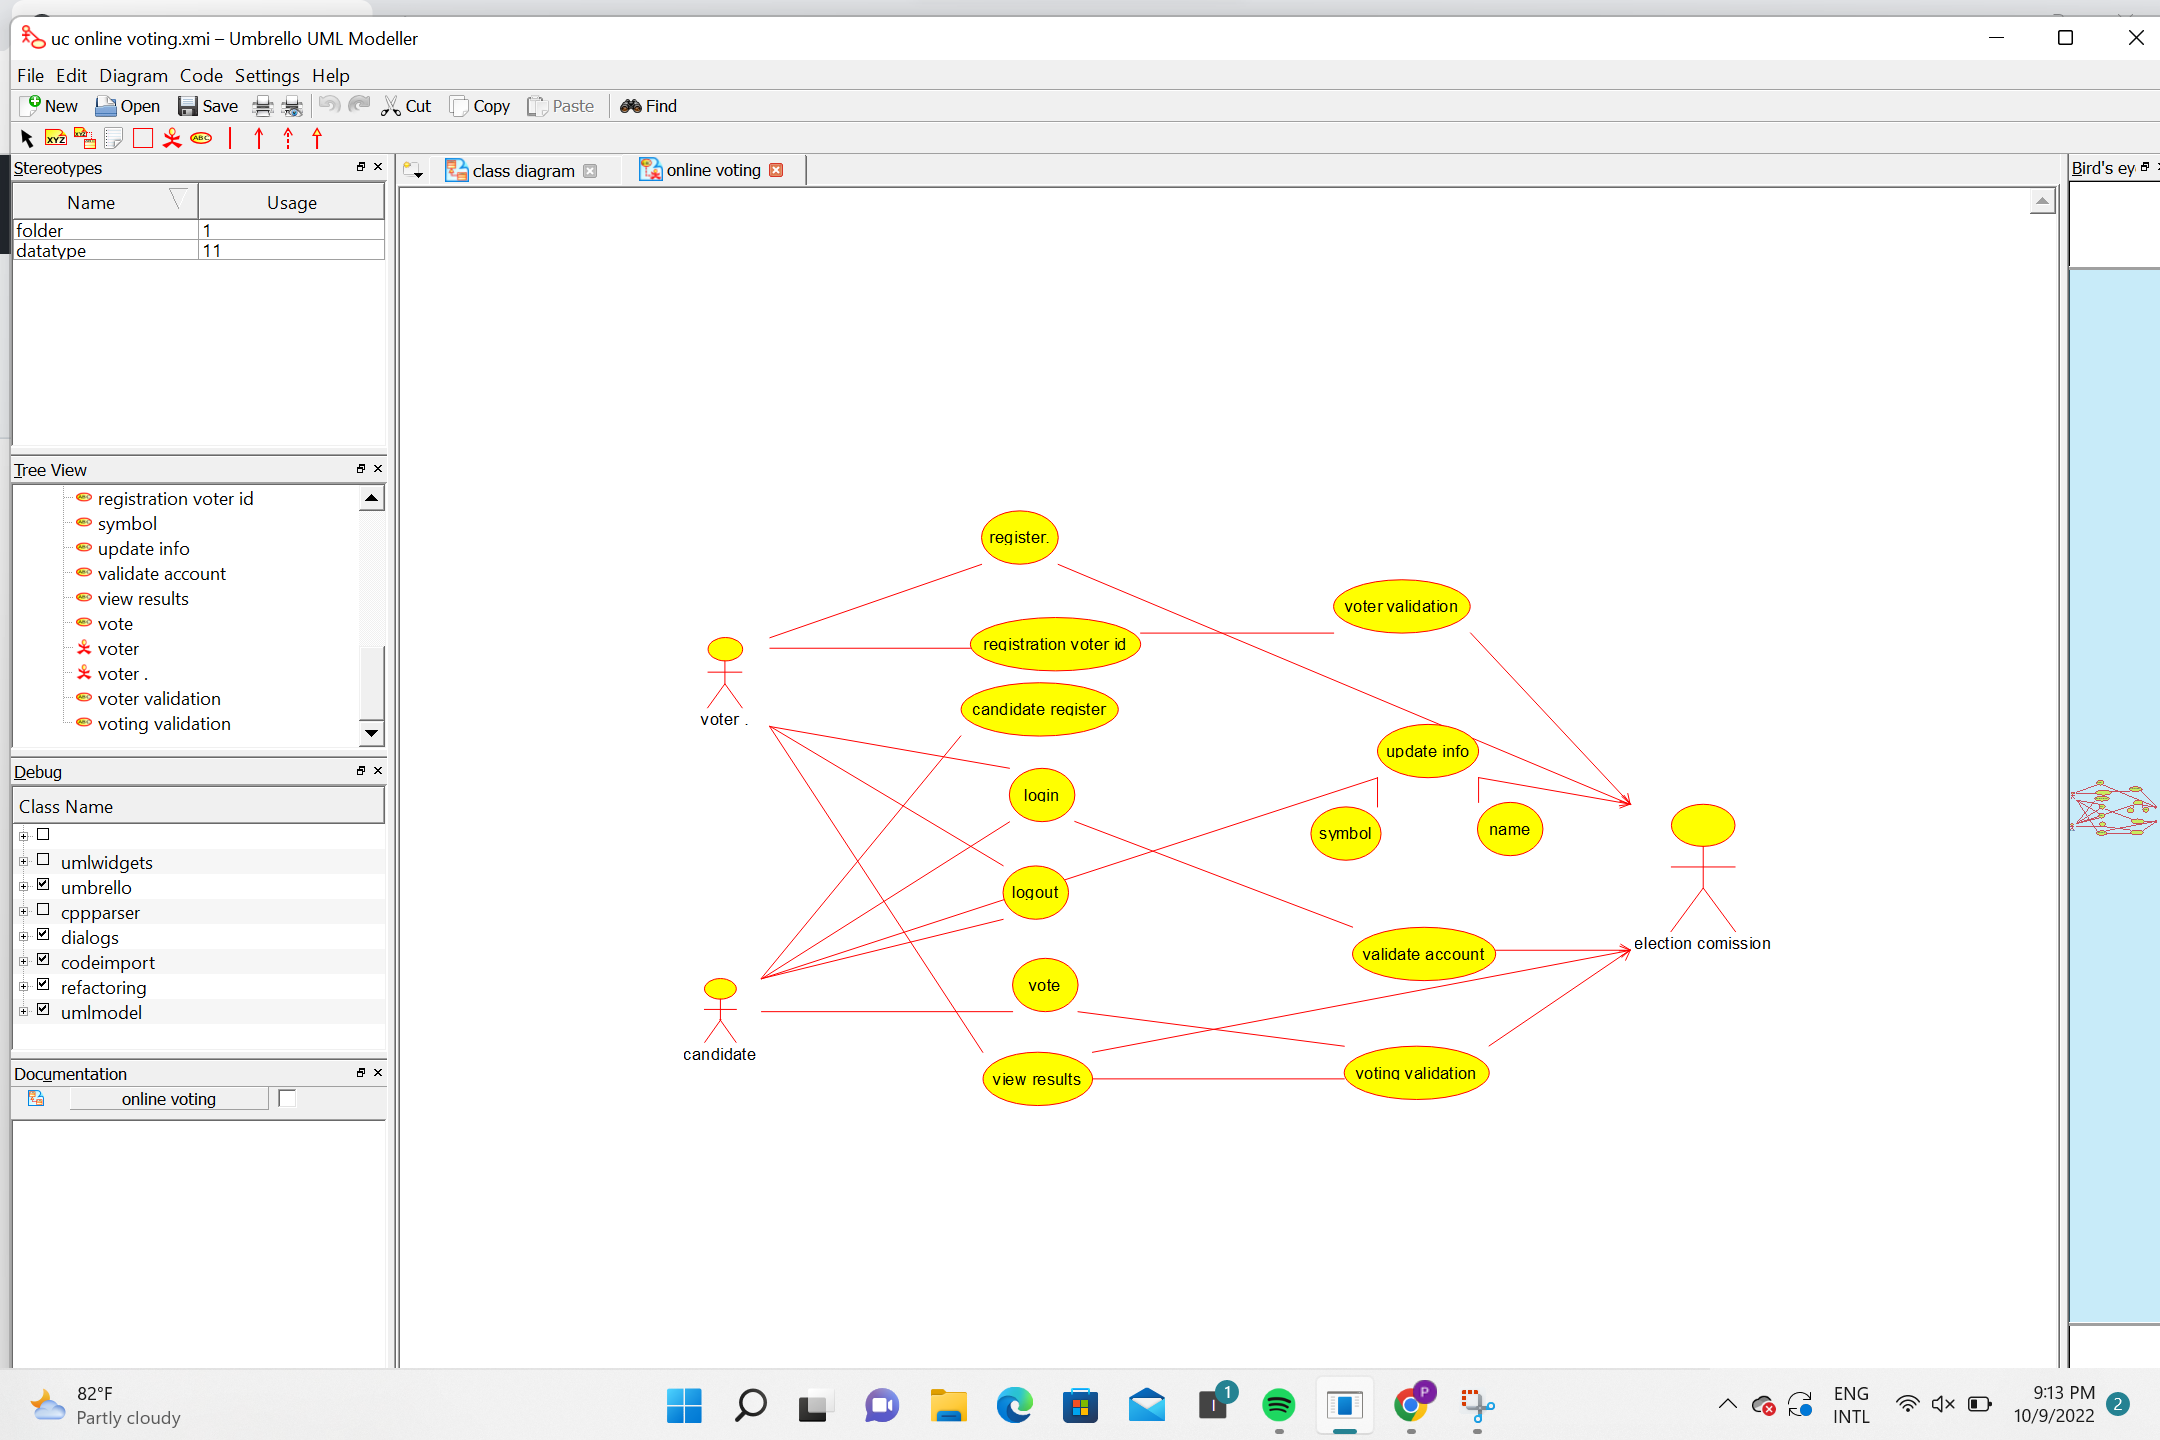 uc online voting.xmi – Umbrello UML Modeller
File Edit Diagram Code Settings Help
New Open Save Cut Copy Paste Find
XYZ XYZ ABC
Stereotypes
class diagram
online voting
Bird's ey
Name Usage
folder 1
datatype 11
Tree View
registration voter id
symbol
update info
validate account
view results
vote
voter
voter .
voter validation
voting validation
Debug
Class Name
umlwidgets
umbrello
cppparser
dialogs
codeimport
refactoring
umlmodel
Documentation
online voting
register.
voter validation
registration voter id
candidate register
voter .
update info
login
symbol
name
logout
election comission
validate account
vote
candidate
view results
voting validation
82°F
Partly cloudy
1
P
ENG
INTL
9:13 PM
10/9/2022
2